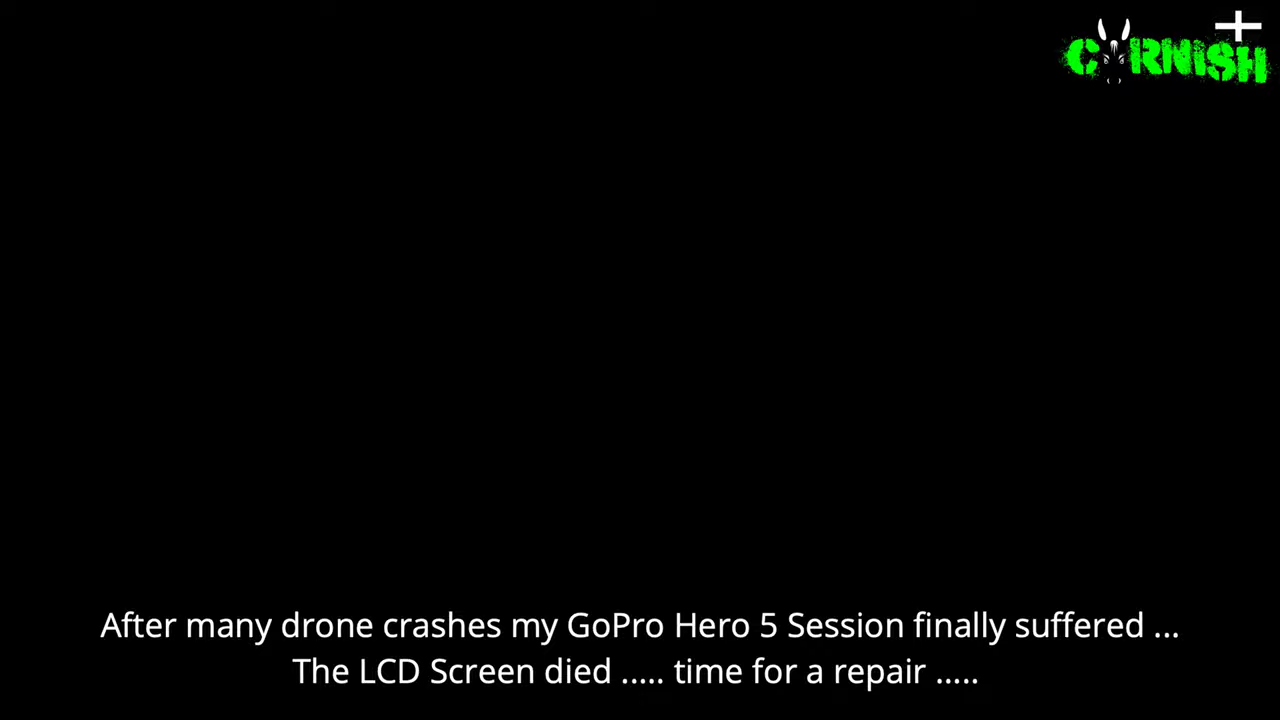 CORNISH
After many drone crashes my GoPro Hero 5 Session finally suffered ...
The LCD Screen died ..... time for a repair .....